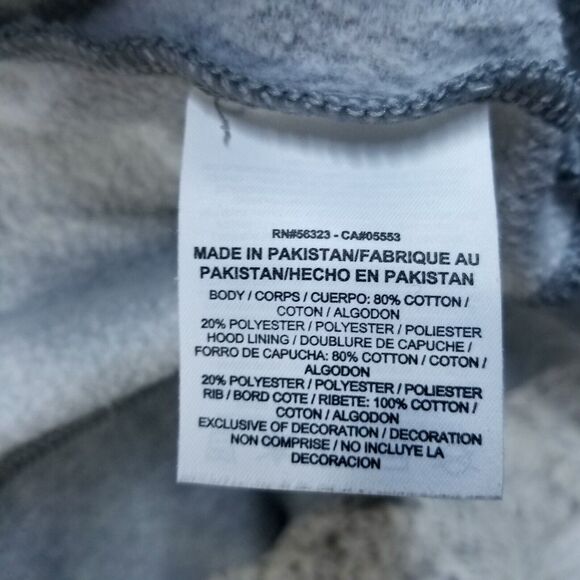 RN#56323 - CA#05553
MADE IN PAKISTAN/FABRIQUE AU
PAKISTAN/HECHO EN PAKISTAN
BODY / CORPS / CUERPO: 80% COTTON /
COTON / ALGODON
20% POLYESTER / POLYESTER / POLIESTER
HOOD LINING / DOUBLURE DE CAPUCHE /
FORRO DE CAPUCHA: 80% COTTON / COTON /
ALGODON
20% POLYESTER / POLYESTER / POLIESTER
RIB / BORD COTE / RIBETE: 100% COTTON /
COTON / ALGODON
EXCLUSIVE OF DECORATION / DECORATION
NON COMPRISE / NO INCLUYE LA
DECORACION